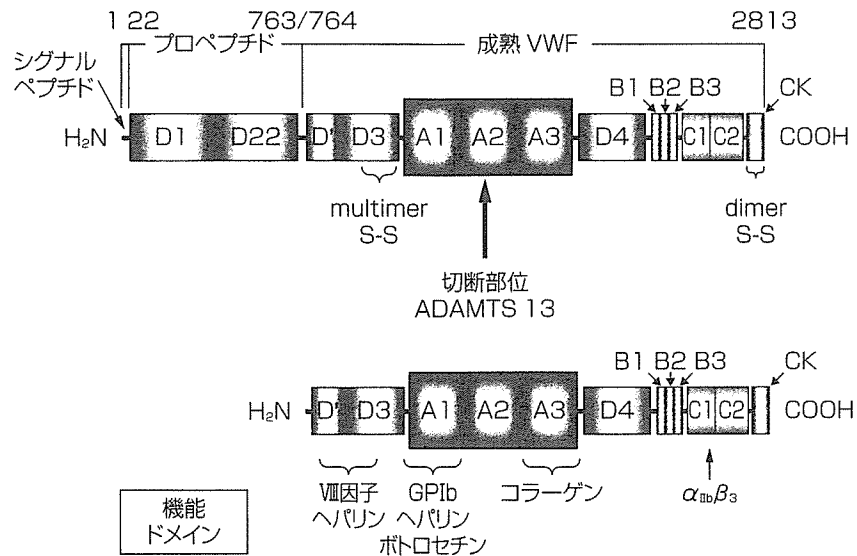 1 22 763/764 2813
プロペプチド 成熟 VWF
シグナル
ペプチド
B1 B2 B3
CK
H₂N D1 D22 D' D3 A1 A2 A3 D4 C1 C2 COOH
multimer
S-S
dimer
S-S
切断部位
ADAMTS 13
B1 B2 B3
CK
H₂N D' D3 A1 A2 A3 D4 C1 C2 COOH
Ⅷ因子
ヘパリン
GPIb
ヘパリン
ボトロセチン
コラーゲン
αⅡbβ₃
機能
ドメイン